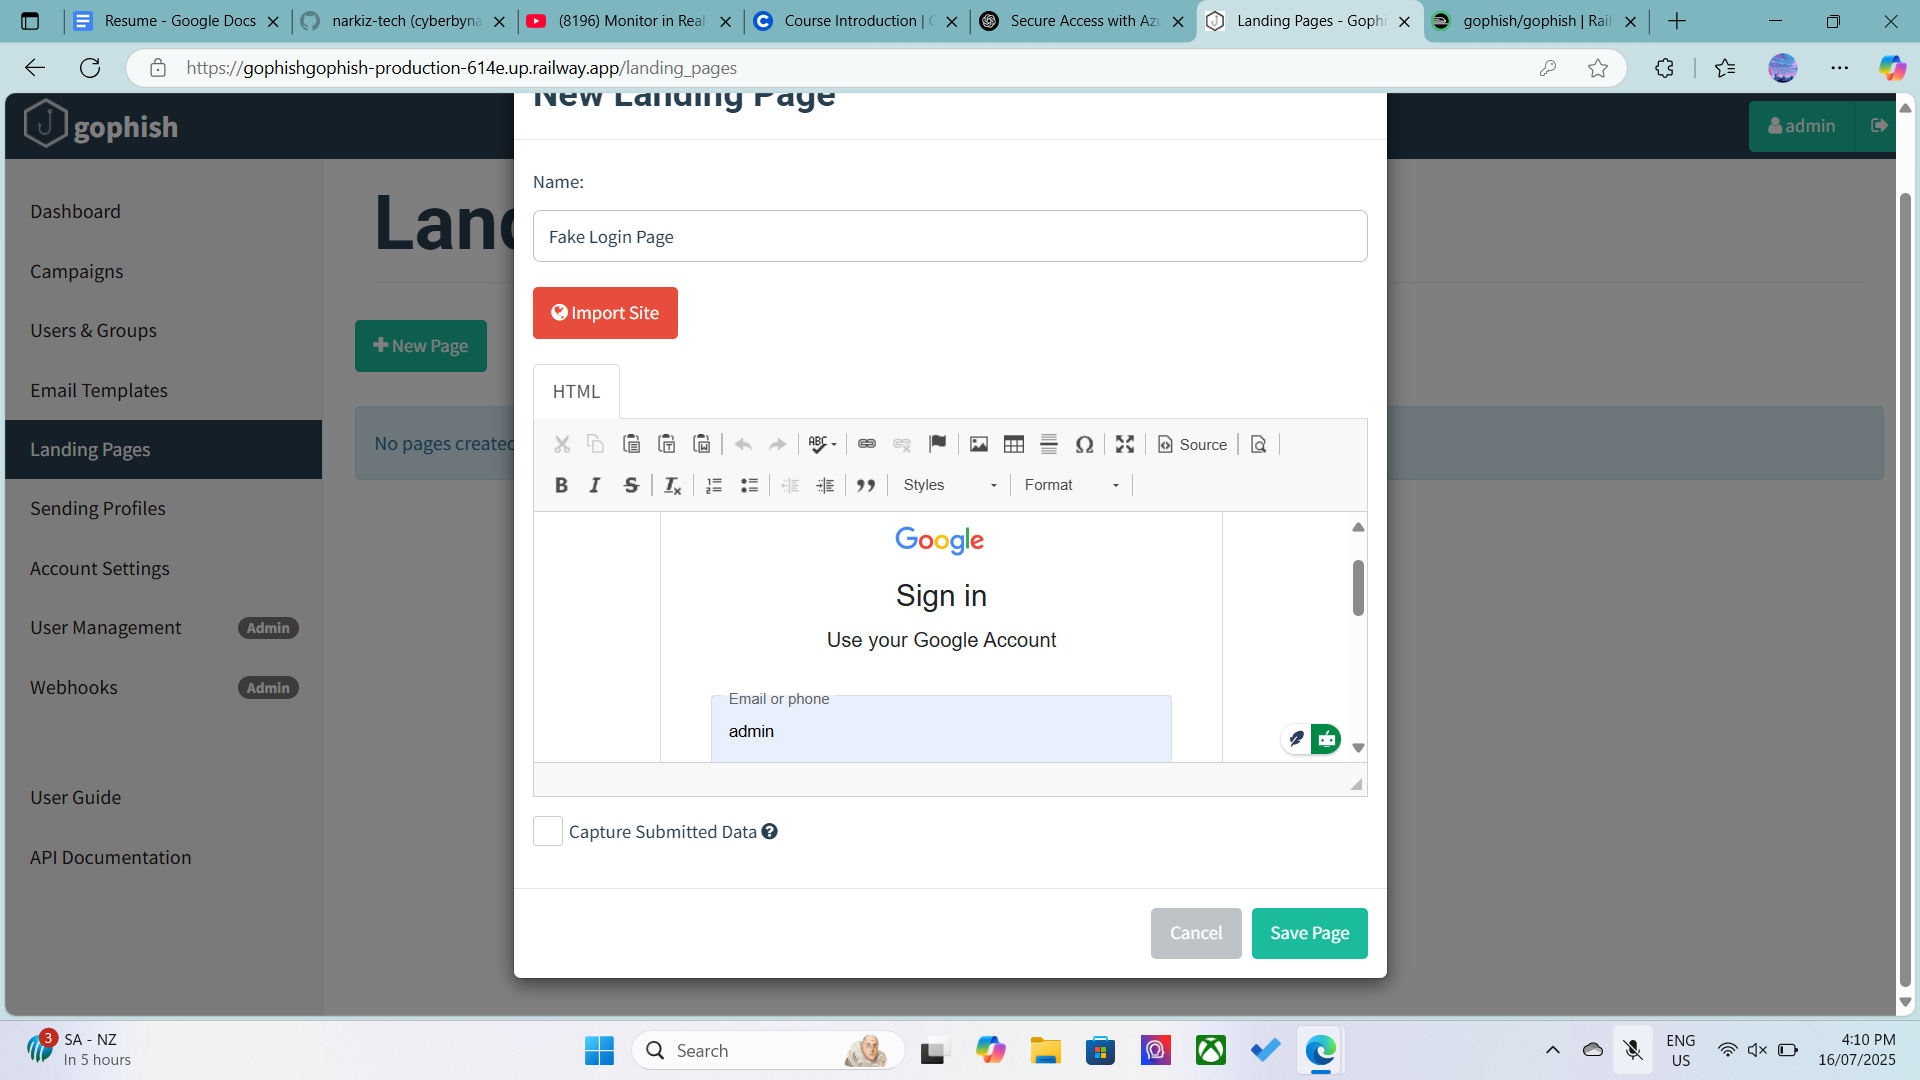 Resume - Google Docs
narkiz-tech (cyberbyna
(8196) Monitor in Real-
Course Introduction |
Secure Access with Az
Landing Pages - Gophi
gophish/gophish | Rail
https://gophishgophish-production-614e.up.railway.app/landing_pages
gophish
New Landing Page
admin
Dashboard
Campaigns
Users & Groups
Email Templates
Landing Pages
Sending Profiles
Account Settings
User Management Admin
Webhooks Admin
User Guide
API Documentation
Land
New Page
No pages created
Name:
Fake Login Page
Import Site
HTML
ABC
Source
B I S Tx
Styles
Format
Google
Sign in
Use your Google Account
Email or phone
admin
Capture Submitted Data
Cancel
Save Page
3
SA - NZ
In 5 hours
Search
ENG
US
4:10 PM
16/07/2025